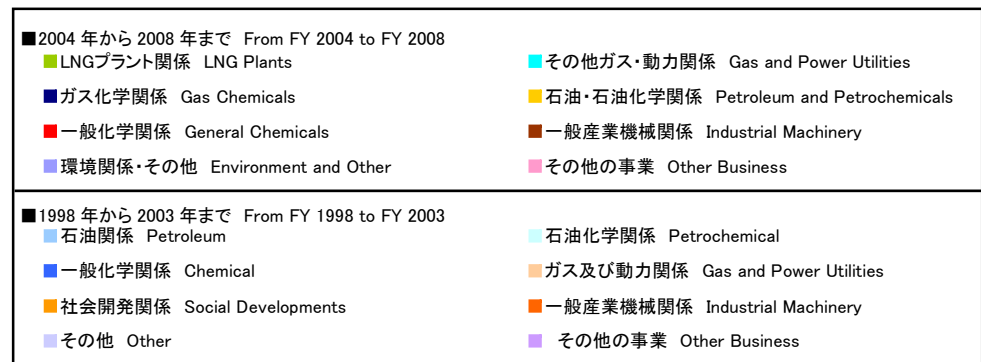 ■2004 年から 2008 年まで From FY 2004 to FY 2008
■LNGプラント関係 LNG Plants ■その他ガス・動力関係 Gas and Power Utilities
■ガス化学関係 Gas Chemicals ■石油・石油化学関係 Petroleum and Petrochemicals
■一般化学関係 General Chemicals ■一般産業機械関係 Industrial Machinery
■環境関係・その他 Environment and Other ■その他の事業 Other Business
■1998 年から 2003 年まで From FY 1998 to FY 2003
■石油関係 Petroleum ■石油化学関係 Petrochemical
■一般化学関係 Chemical ■ガス及び動力関係 Gas and Power Utilities
■社会開発関係 Social Developments ■一般産業機械関係 Industrial Machinery
■その他 Other ■ その他の事業 Other Business